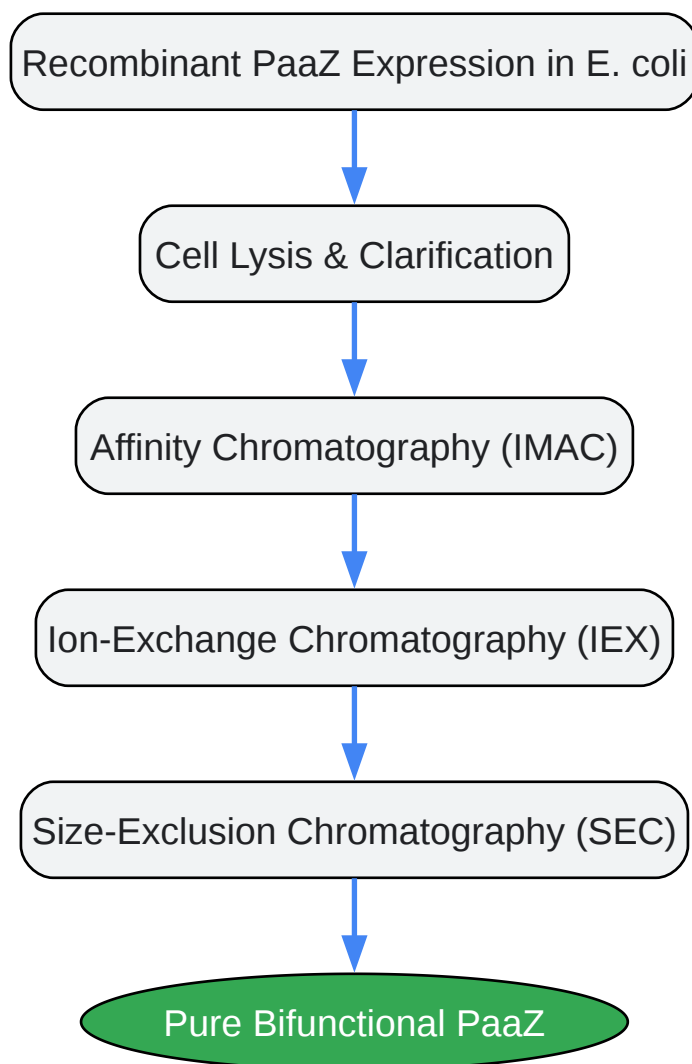 Recombinant PaaZ Expression in E. coli
Cell Lysis & Clarification
Affinity Chromatography (IMAC)
Ion-Exchange Chromatography (IEX)
Size-Exclusion Chromatography (SEC)
Pure Bifunctional PaaZ